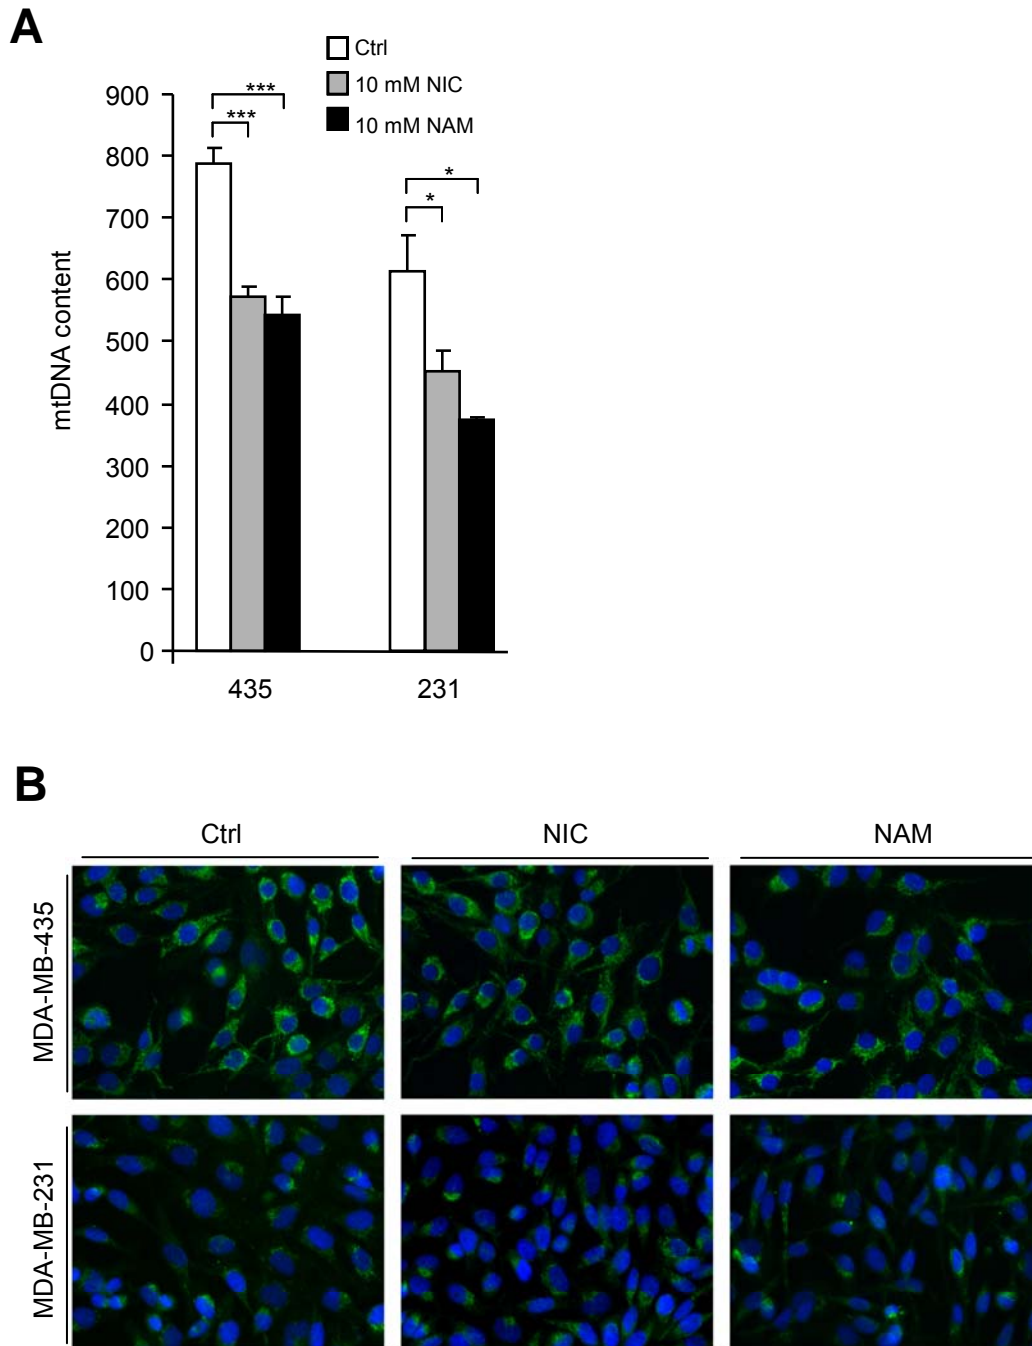 A
Ctrl
10 mM NIC
10 mM NAM
***
***
*
*
900
800
700
600
500
400
300
200
100
0
mtDNA content
435
231
B
Ctrl
NIC
NAM
MDA-MB-435
MDA-MB-231